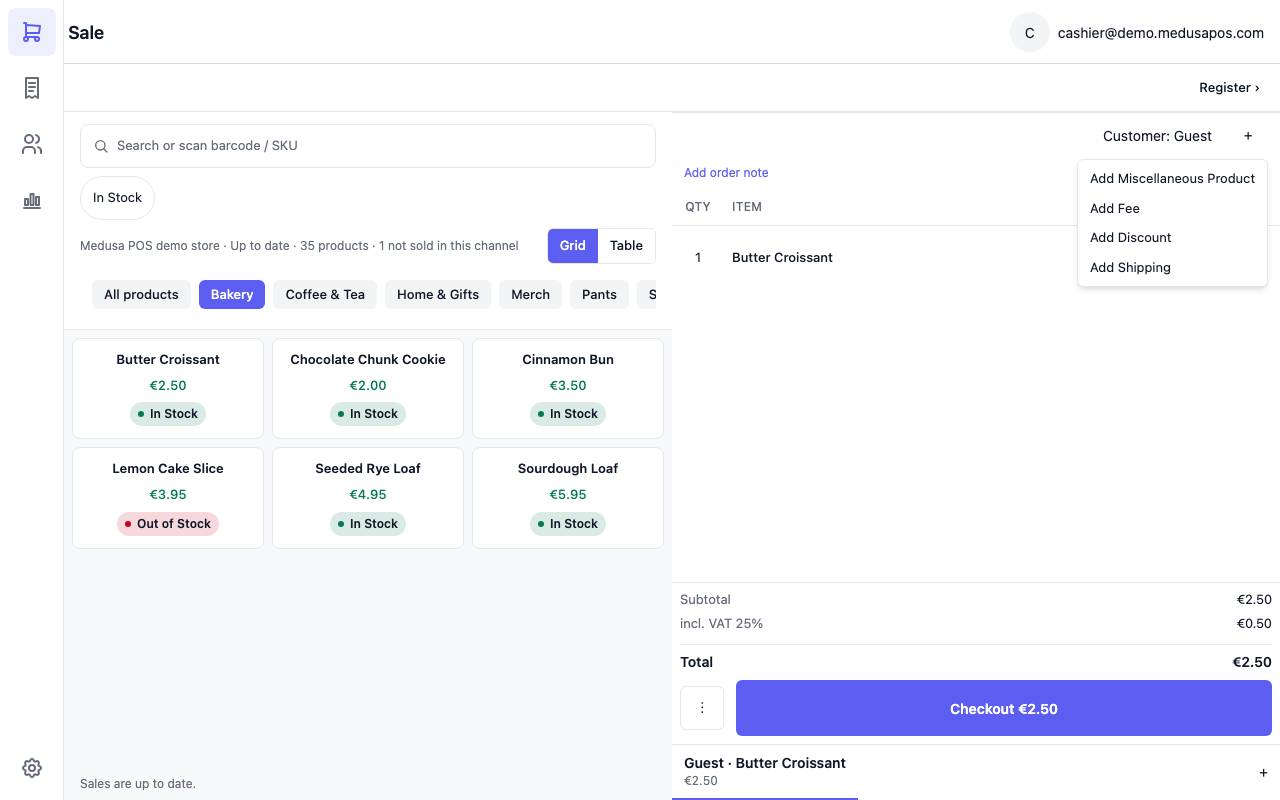 Sale
C
cashier@demo.medusapos.com
Register ›
Search or scan barcode / SKU
In Stock
Medusa POS demo store · Up to date · 35 products · 1 not sold in this channel
Grid
Table
All products
Bakery
Coffee & Tea
Home & Gifts
Merch
Pants
S
Butter Croissant
€2.50
In Stock
Chocolate Chunk Cookie
€2.00
In Stock
Cinnamon Bun
€3.50
In Stock
Lemon Cake Slice
€3.95
Out of Stock
Seeded Rye Loaf
€4.95
In Stock
Sourdough Loaf
€5.95
In Stock
Sales are up to date.
Customer: Guest
+
Add order note
Add Miscellaneous Product
Add Fee
Add Discount
Add Shipping
QTY ITEM
1 Butter Croissant
Subtotal €2.50
incl. VAT 25% €0.50
Total €2.50
⋮
Checkout €2.50
Guest · Butter Croissant
€2.50
+